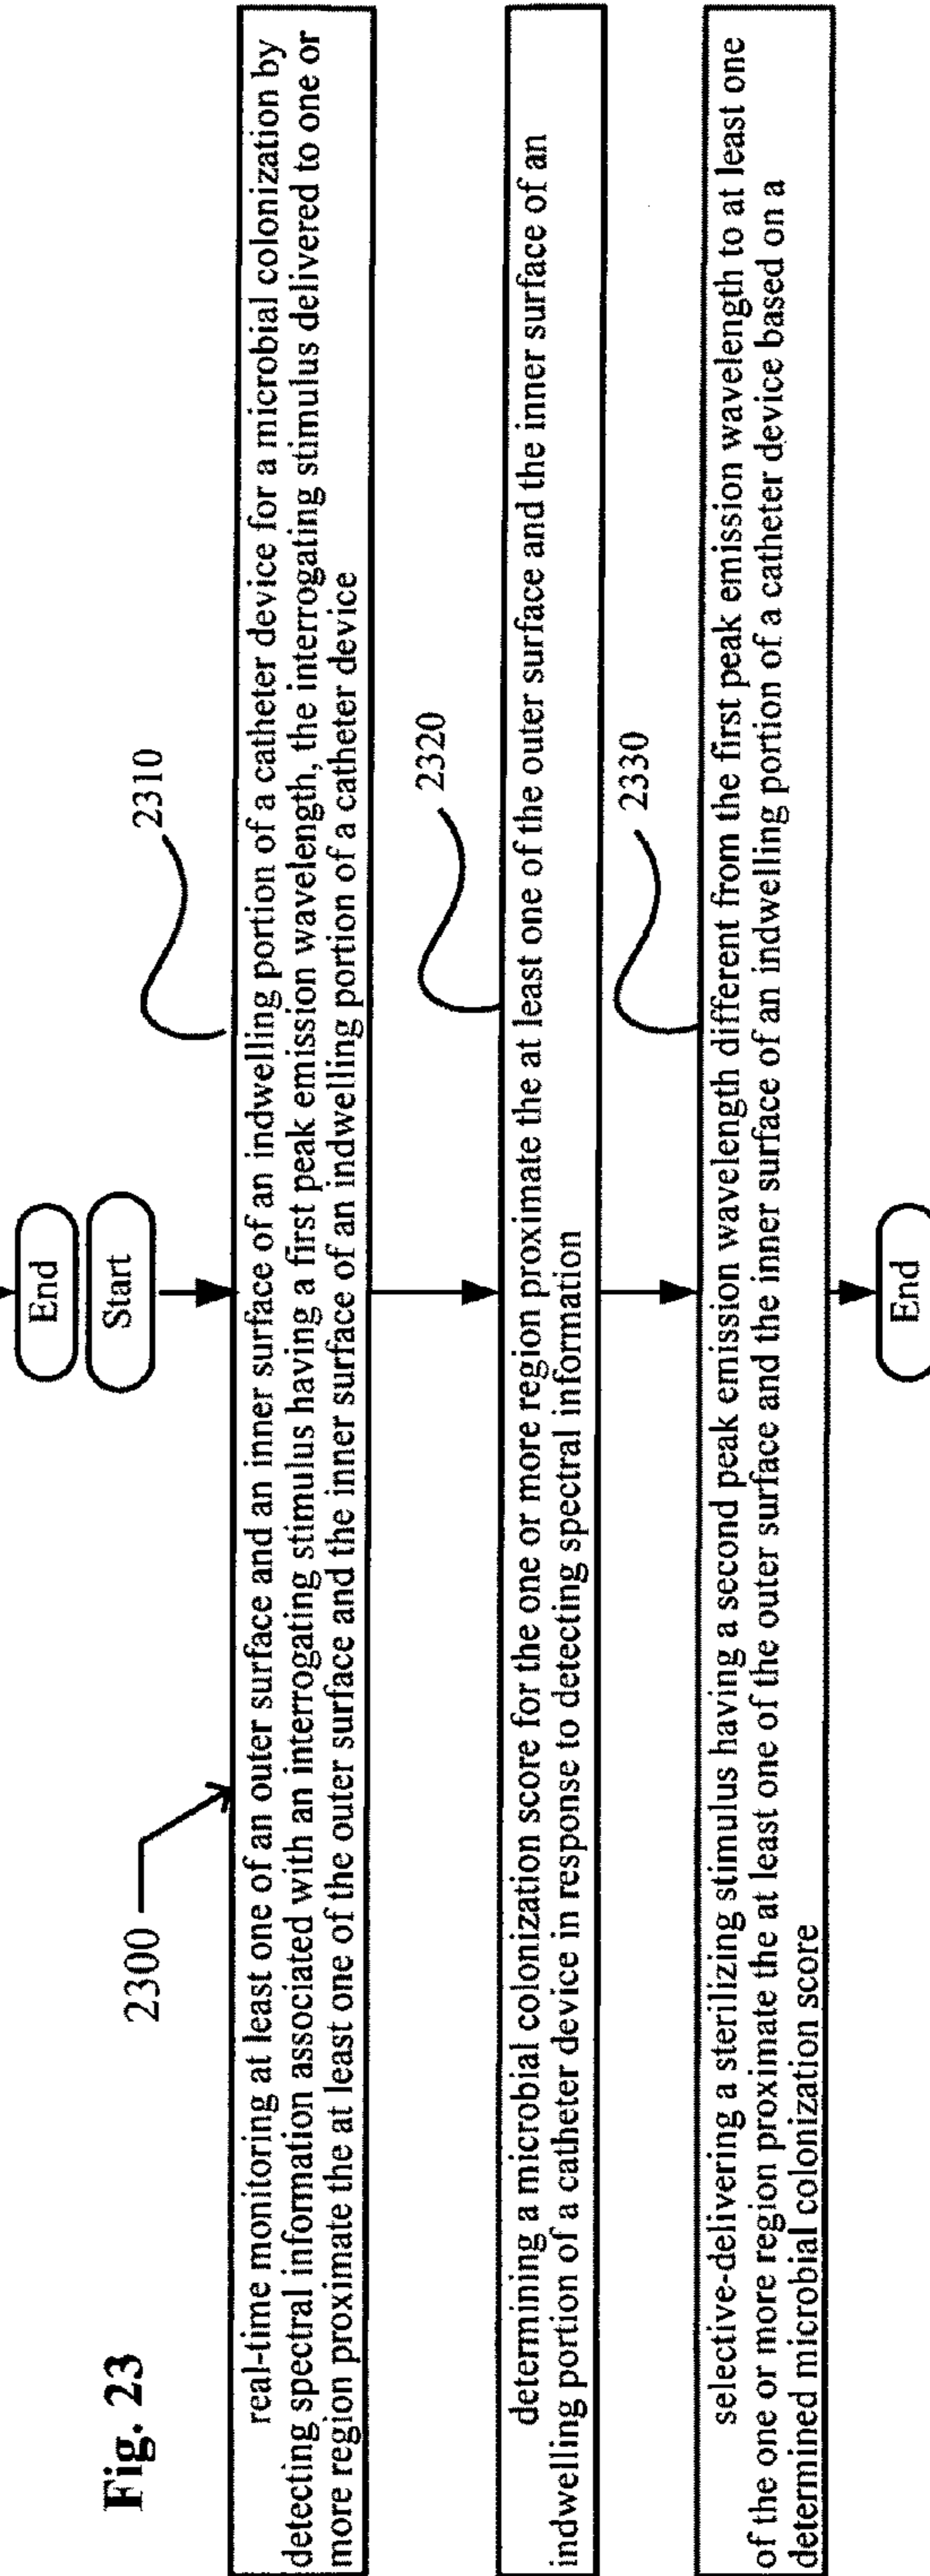 End
Fig. 23
Start
2300
2310
real-time monitoring at least one of an outer surface and an inner surface of an indwelling portion of a catheter device for a microbial colonization by
detecting spectral information associated with an interrogating stimulus having a first peak emission wavelength, the interrogating stimulus delivered to one or
more region proximate the at least one of the outer surface and the inner surface of an indwelling portion of a catheter device
2320
determining a microbial colonization score for the one or more region proximate the at least one of the outer surface and the inner surface of an
indwelling portion of a catheter device in response to detecting spectral information
2330
selective-delivering a sterilizing stimulus having a second peak emission wavelength different from the first peak emission wavelength to at least one
of the one or more region proximate the at least one of the outer surface and the inner surface of an indwelling portion of a catheter device based on a
determined microbial colonization score
End